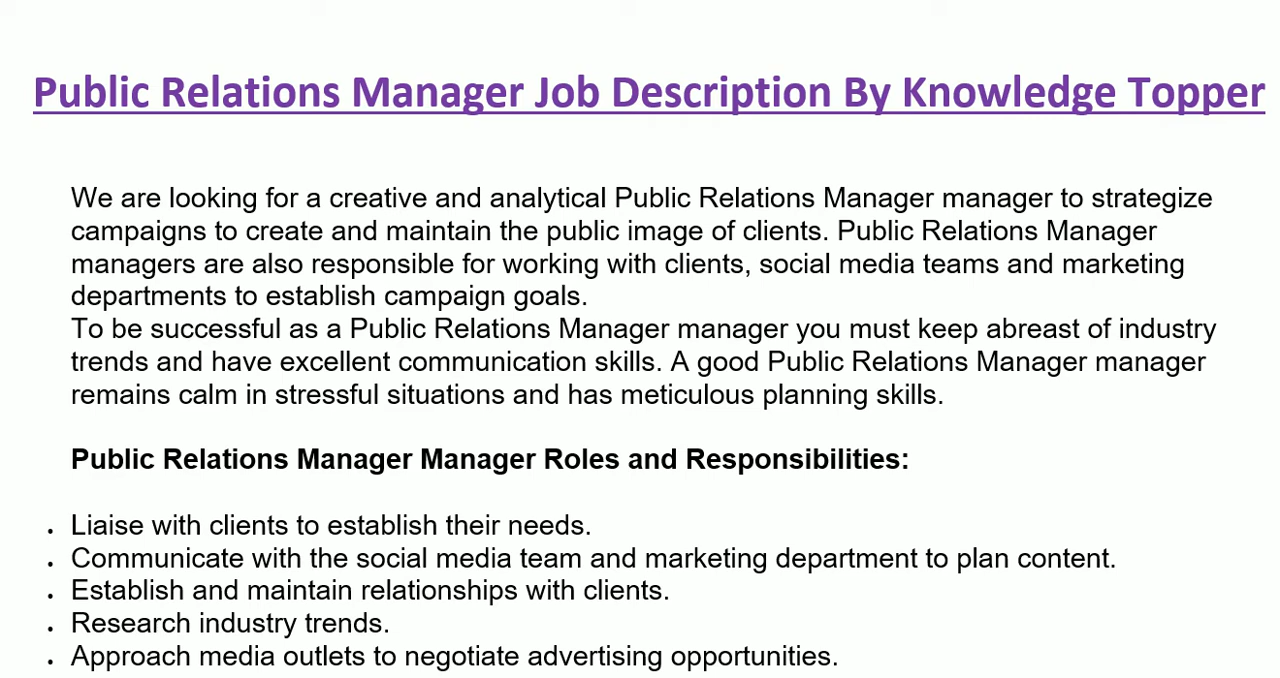 Public Relations Manager Job Description By Knowledge Topper
We are looking for a creative and analytical Public Relations Manager manager to strategize
campaigns to create and maintain the public image of clients. Public Relations Manager
managers are also responsible for working with clients, social media teams and marketing
departments to establish campaign goals.
To be successful as a Public Relations Manager manager you must keep abreast of industry
trends and have excellent communication skills. A good Public Relations Manager manager
remains calm in stressful situations and has meticulous planning skills.
Public Relations Manager Manager Roles and Responsibilities:
• Liaise with clients to establish their needs.
• Communicate with the social media team and marketing department to plan content.
• Establish and maintain relationships with clients.
• Research industry trends.
• Approach media outlets to negotiate advertising opportunities.